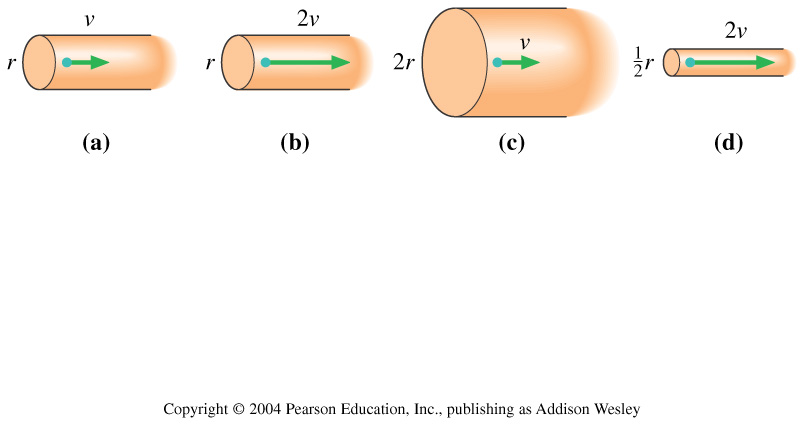 v 2v v 2v
r r 2r ½r
(a) (b) (c) (d)
Copyright © 2004 Pearson Education, Inc., publishing as Addison Wesley